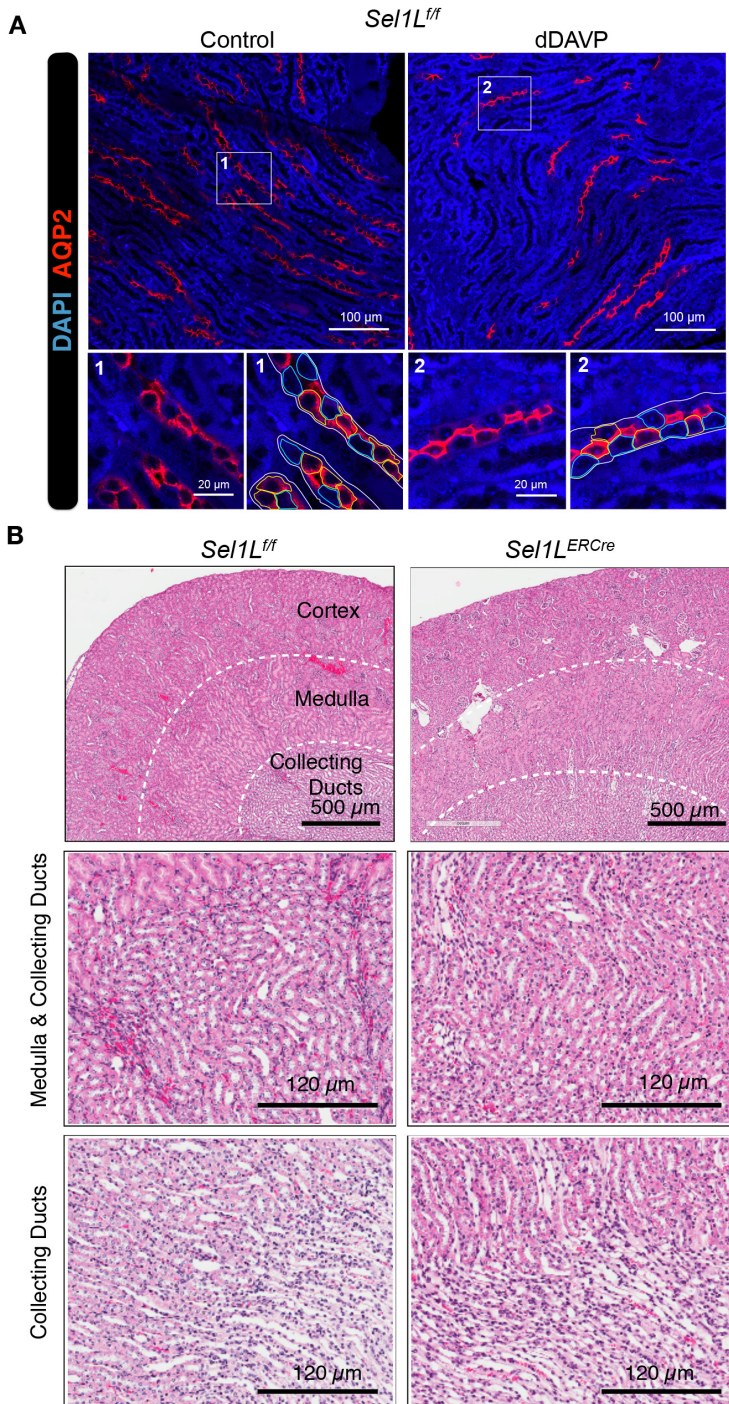 A
Sel1L^f/f
Control
dDAVP
DAPI AQP2
1
2
100 µm
100 µm
1
1
2
2
20 µm
20 µm
B
Sel1L^f/f
Sel1L^ERCre
Cortex
Medulla
Collecting
Ducts
500 µm
500 µm
Medulla & Collecting Ducts
120 µm
120 µm
Collecting Ducts
120 µm
120 µm